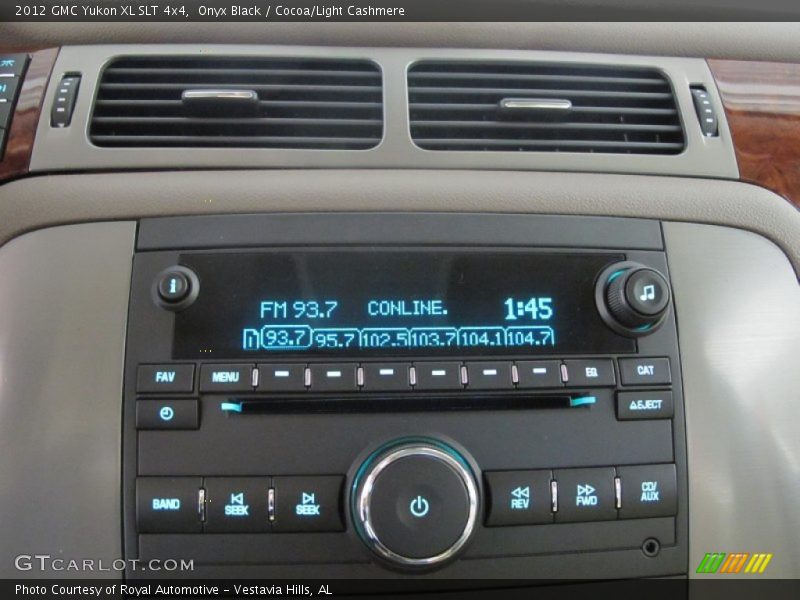 2012 GMC Yukon XL SLT 4x4, Onyx Black / Cocoa/Light Cashmere
i
FM 93.7 CONLINE. 1:45
1 93.7 95.7 102.5 103.7 104.1 104.7
FAV MENU EQ CAT
EJECT
BAND SEEK SEEK REV FWD CD/AUX
GTCARLOT.COM
Photo Courtesy of Royal Automotive - Vestavia Hills, AL